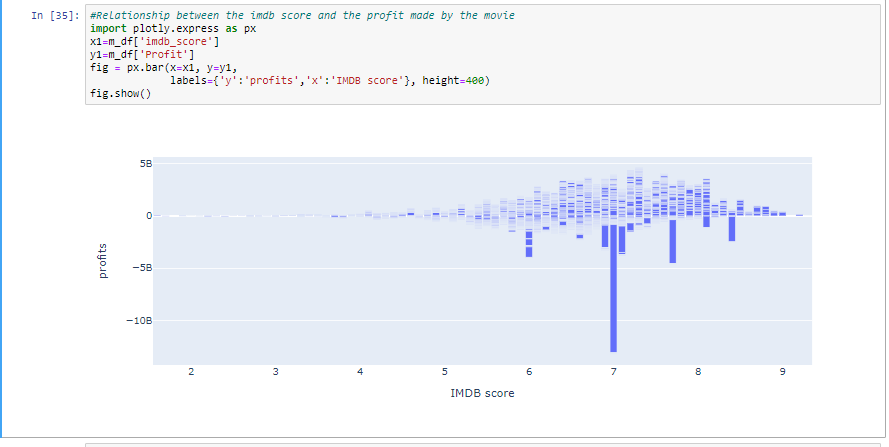 In [35]: #Relationship between the imdb score and the profit made by the movie
import plotly.express as px
x1=m_df['imdb_score']
y1=m_df['Profit']
fig = px.bar(x=x1, y=y1,
labels={'y':'profits','x':'IMDB score'}, height=400)
fig.show()
5B
0
−5B
−10B
profits
2 3 4 5 6 7 8 9
IMDB score